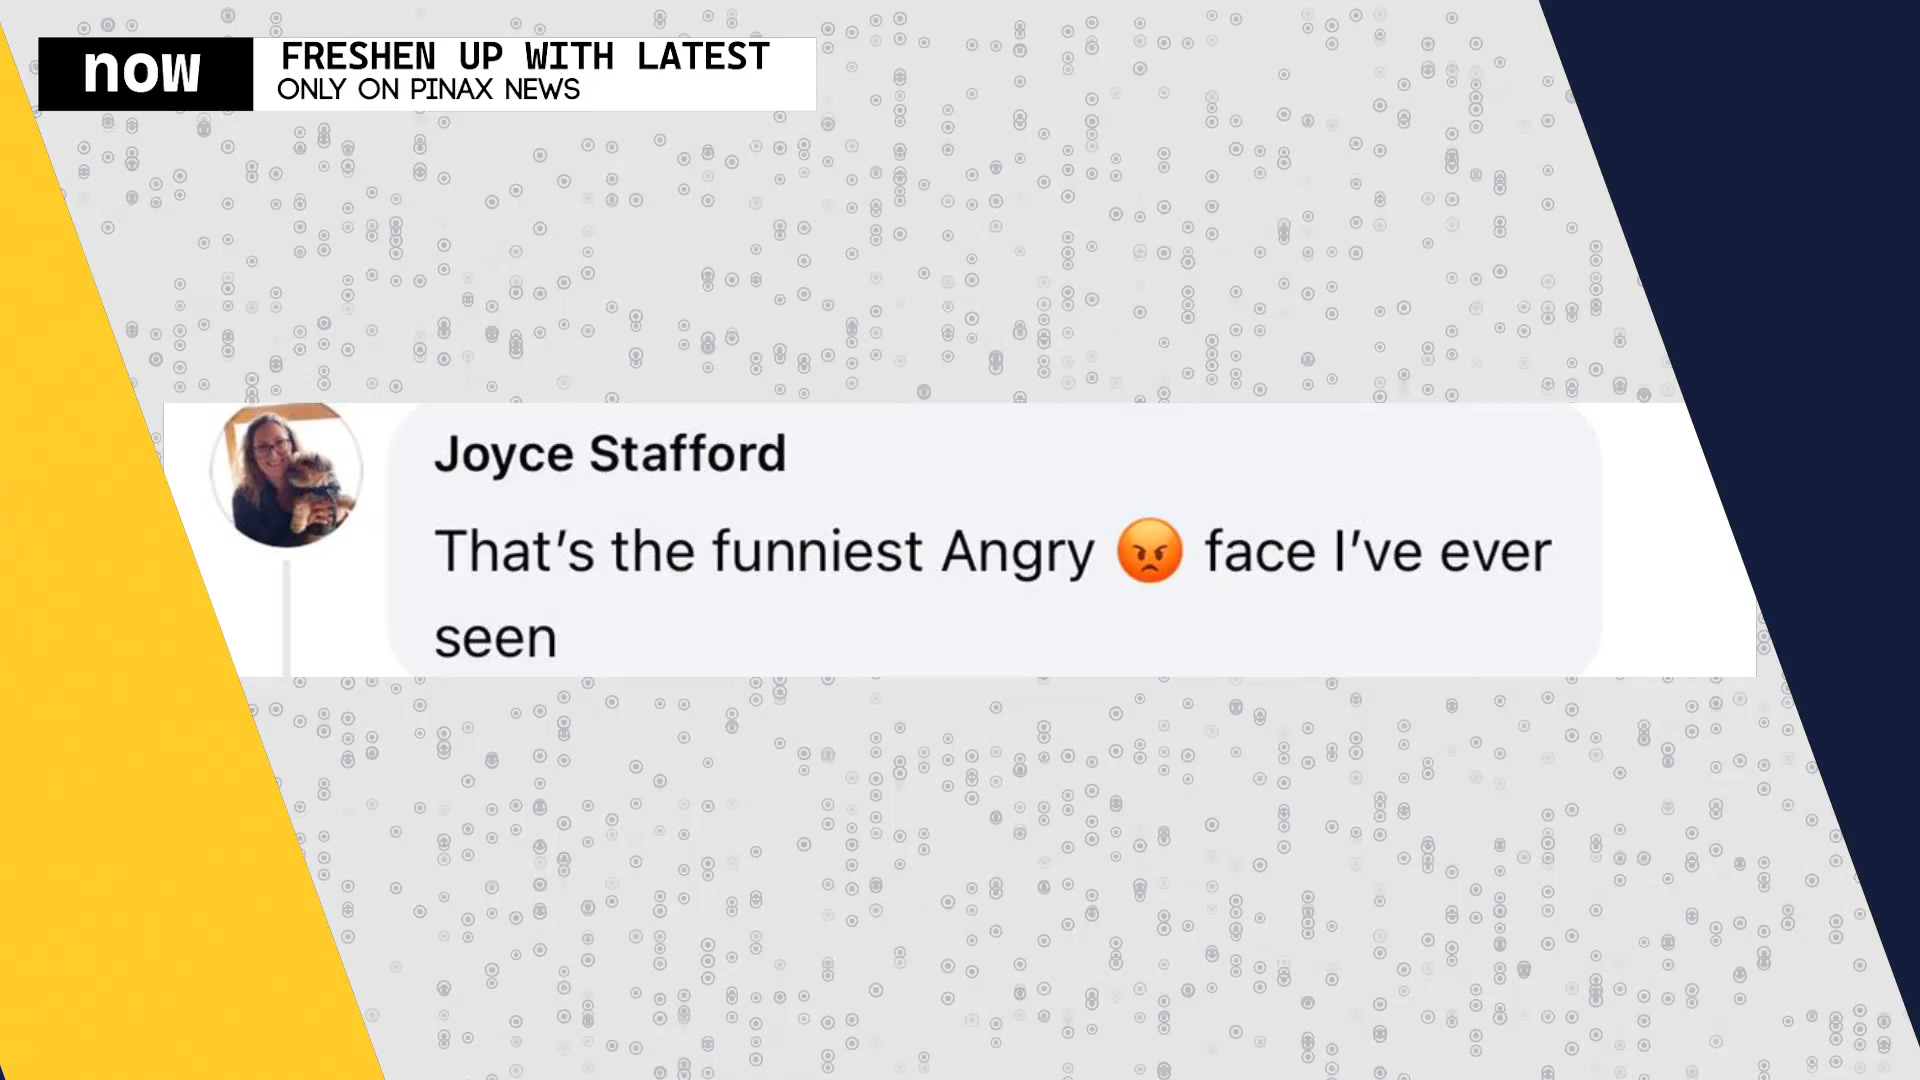 now
FRESHEN UP WITH LATEST
ONLY ON PINAX NEWS
Joyce Stafford
That’s the funniest Angry 😡 face I’ve ever
seen